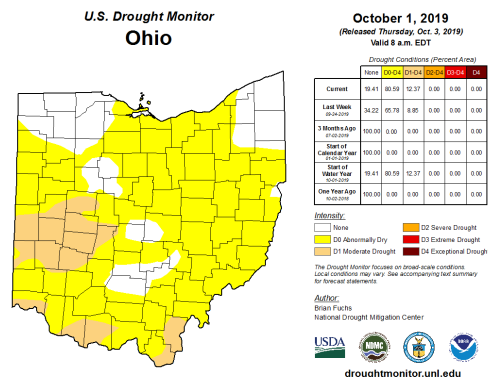 U.S. Drought Monitor
Ohio
October 1, 2019
(Released Thursday, Oct. 3, 2019)
Valid 8 a.m. EDT
Drought Conditions (Percent Area)
None D0-D4 D1-D4 D2-D4 D3-D4 D4
Current 19.41 80.59 12.37 0.00 0.00 0.00
Last Week
09-24-2019
34.22 65.78 8.85 0.00 0.00 0.00
3 Months Ago
07-02-2019
100.00 0.00 0.00 0.00 0.00 0.00
Start of
Calendar Year
01-01-2019
100.00 0.00 0.00 0.00 0.00 0.00
Start of
Water Year
10-01-2019
19.41 80.59 12.37 0.00 0.00 0.00
One Year Ago
10-02-2018
100.00 0.00 0.00 0.00 0.00 0.00
Intensity:
None
D0 Abnormally Dry
D1 Moderate Drought
D2 Severe Drought
D3 Extreme Drought
D4 Exceptional Drough
The Drought Monitor focuses on broad-scale conditions.
Local conditions may vary. See accompanying text summary
for forecast statements.
Author:
Brian Fuchs
National Drought Mitigation Center
USDA
NDMC
NOAA
droughtmonitor.unl.edu